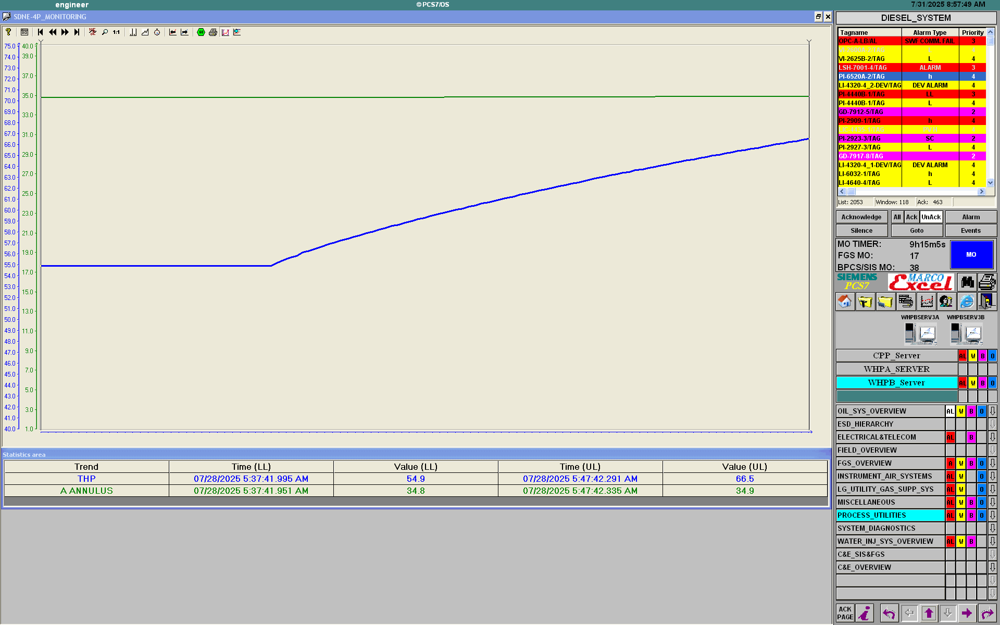 engineer
©PCS7/OS
7/31/2025 8:57:49 AM
SDNE-4P_MONITORING
DIESEL_SYSTEM
1:1
75.0
74.0
73.0
72.0
71.0
70.0
69.0
68.0
67.0
66.0
65.0
64.0
63.0
62.0
61.0
60.0
59.0
58.0
57.0
56.0
55.0
54.0
53.0
52.0
51.0
50.0
49.0
48.0
47.0
46.0
45.0
44.0
43.0
42.0
41.0
40.0
40.0
39.0
37.0
35.0
33.0
31.0
29.0
27.0
25.0
23.0
21.0
19.0
17.0
15.0
13.0
11.0
9.0
7.0
5.0
3.0
1.0
Statistics area
Trend Time (LL) Value (LL) Time (UL) Value (UL)
THP 07/28/2025 5:37:41.995 AM 54.9 07/28/2025 5:47:42.291 AM 66.5
A ANNULUS 07/28/2025 5:37:41.951 AM 34.8 07/28/2025 5:47:42.335 AM 34.9
Tagname Alarm Type Priority
OPC-A-LB/AL SWF COMM. FAIL 3
VI-2625B-2/TAG L 4
LSH-7001-4/TAG ALARM 3
PI-6520A-2/TAG h 4
LI-4320-4_2-DEV/TAG DEV ALARM 4
PI-4440B-1/TAG LL 3
PI-4440B-1/TAG L 4
GD-7912-5/TAG 2
PI-2909-1/TAG h 4
PI-2923-3/TAG SC 2
PI-2927-3/TAG L 4
GD-7917-8/TAG 2
LI-4320-4_1-DEV/TAG DEV ALARM 4
LI-6032-1/TAG h 4
LI-4640-4/TAG L 4
List: 2053 Window: 118 Ack: 463
Acknowledge All Ack UnAck Alarm
Silence Goto Events
MO TIMER: 9h15m5s
FGS MO: 17
BPCS/SIS MO: 38
MO
SIEMENS
PCS7
MARCO
Excel
WHPBSERV3A WHPBSERV3B
CPP_Server AL W B O
WHPA_SERVER
WHPB_Server AL W B O
OIL_SYS_OVERVIEW AL W B O
ESD_HIERARCHY
ELECTRICAL&TELECOM AL B
FIELD_OVERVIEW
FGS_OVERVIEW A W B O
INSTRUMENT_AIR_SYSTEMS AL W O
LG_UTILITY_GAS_SUPP_SYS AL W O
MISCELLANEOUS AL W B O
PROCESS_UTILITIES AL W B O
SYSTEM_DIAGNOSTICS
WATER_INJ_SYS_OVERVIEW AL W B
C&E_SIS&FGS
C&E_OVERVIEW
ACK
PAGE